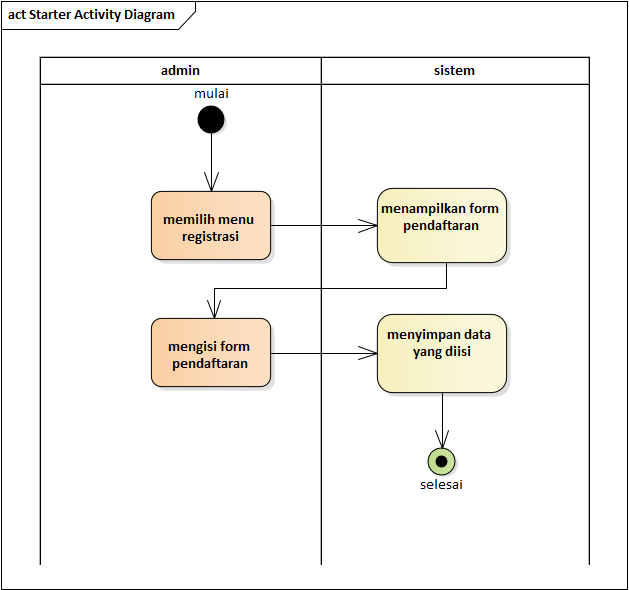 act Starter Activity Diagram
admin
sistem
mulai
memilih menu
registrasi
menampilkan form
pendaftaran
mengisi form
pendaftaran
menyimpan data
yang diisi
selesai